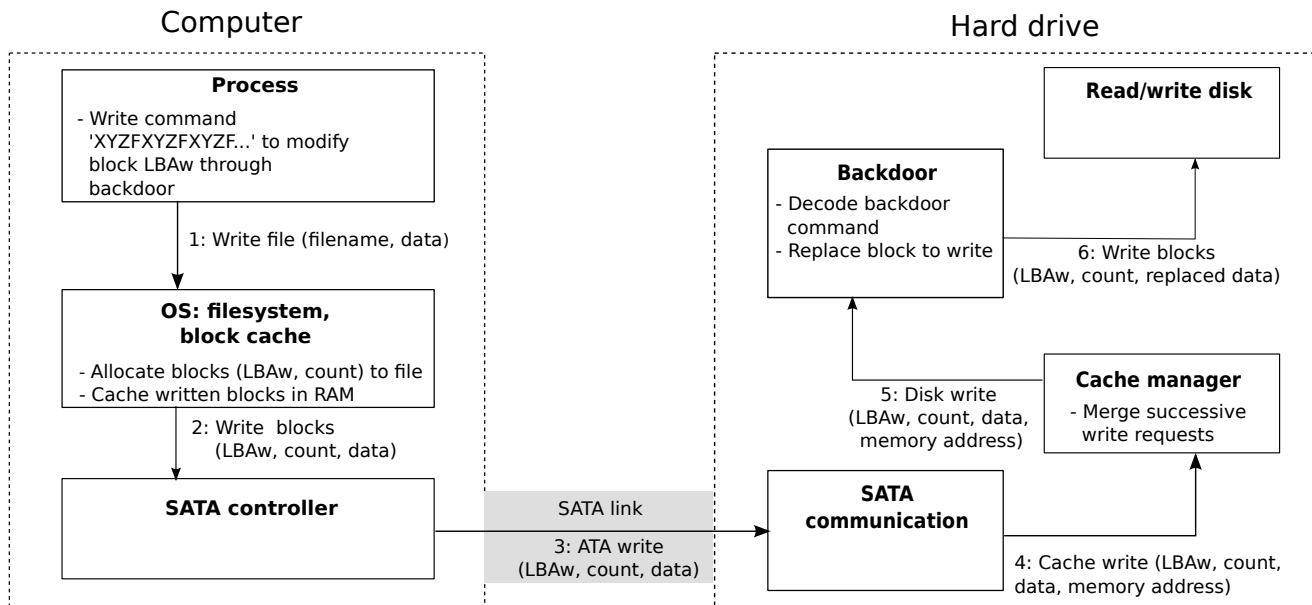 Computer
Process
- Write command
'XYZFXYZFXYZF...' to modify
block LBAw through
backdoor
1: Write file (filename, data)
OS: filesystem,
block cache
- Allocate blocks (LBAw, count) to file
- Cache written blocks in RAM
2: Write blocks
(LBAw, count, data)
SATA controller
SATA link
3: ATA write
(LBAw, count, data)
Hard drive
Read/write disk
Backdoor
- Decode backdoor
command
- Replace block to write
6: Write blocks
(LBAw, count, replaced data)
Cache manager
- Merge successive
write requests
5: Disk write
(LBAw, count, data,
memory address)
SATA
communication
4: Cache write (LBAw, count,
data, memory address)